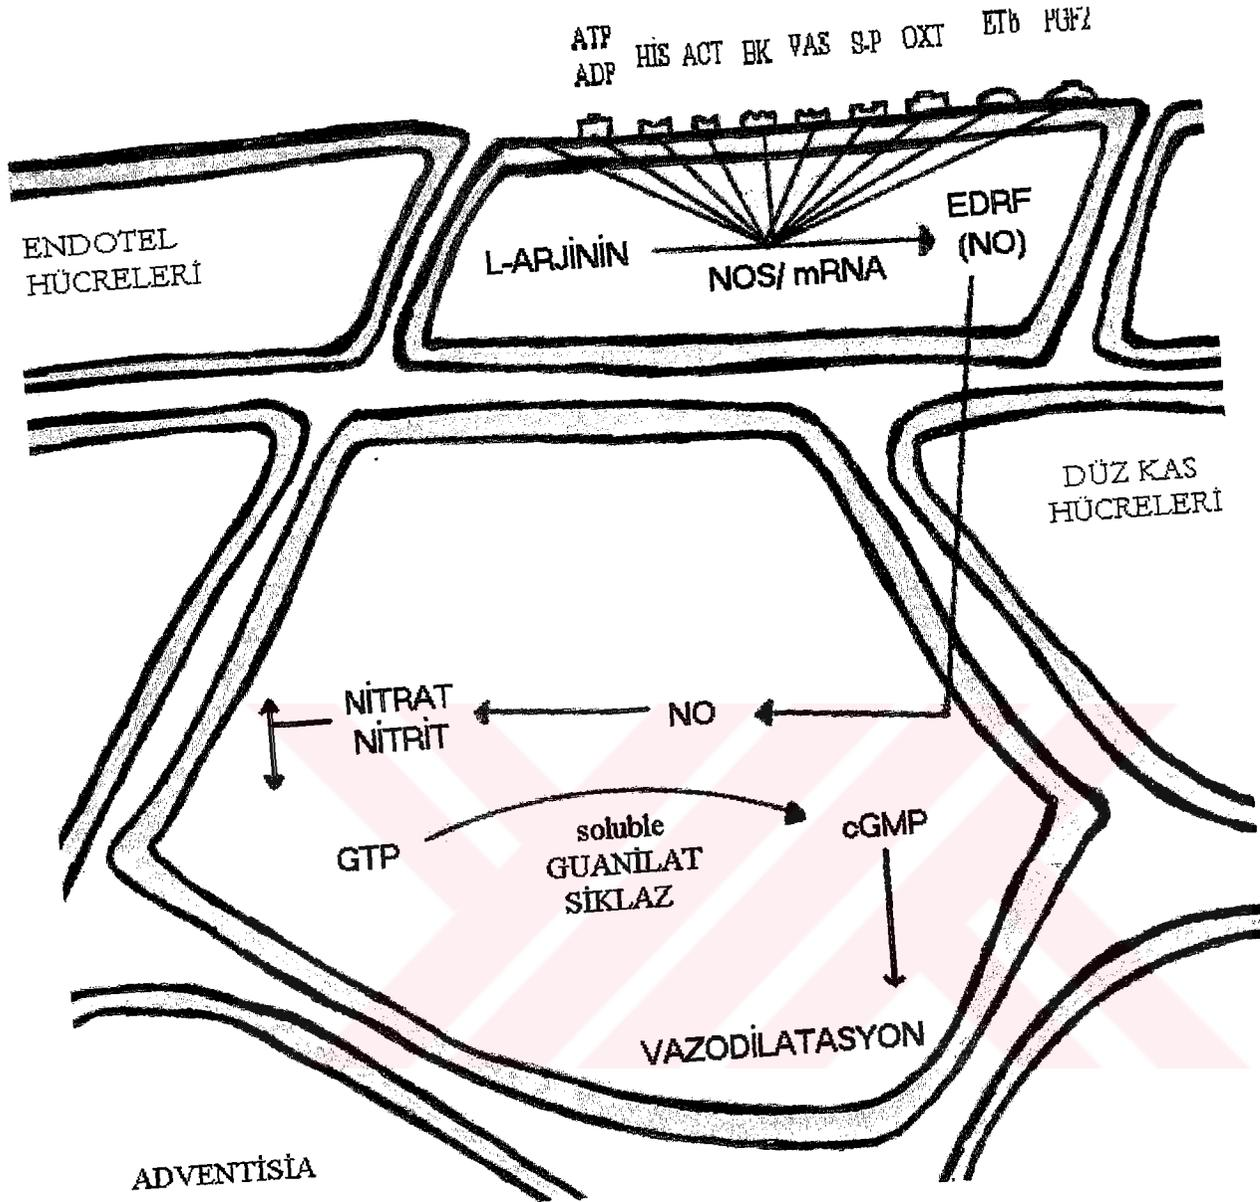 ATP
ADP
HİS ACT BK VAS S-P OXT ETb PGF2
ENDOTEL
HÜCRELERİ
L-ARJİNİN
NOS/ mRNA
EDRF
(NO)
DÜZ KAS
HÜCRELERİ
NİTRAT
NİTRİT
NO
GTP
soluble
GUANİLAT
SİKLAZ
cGMP
VAZODİLATASYON
ADVENTİSİA